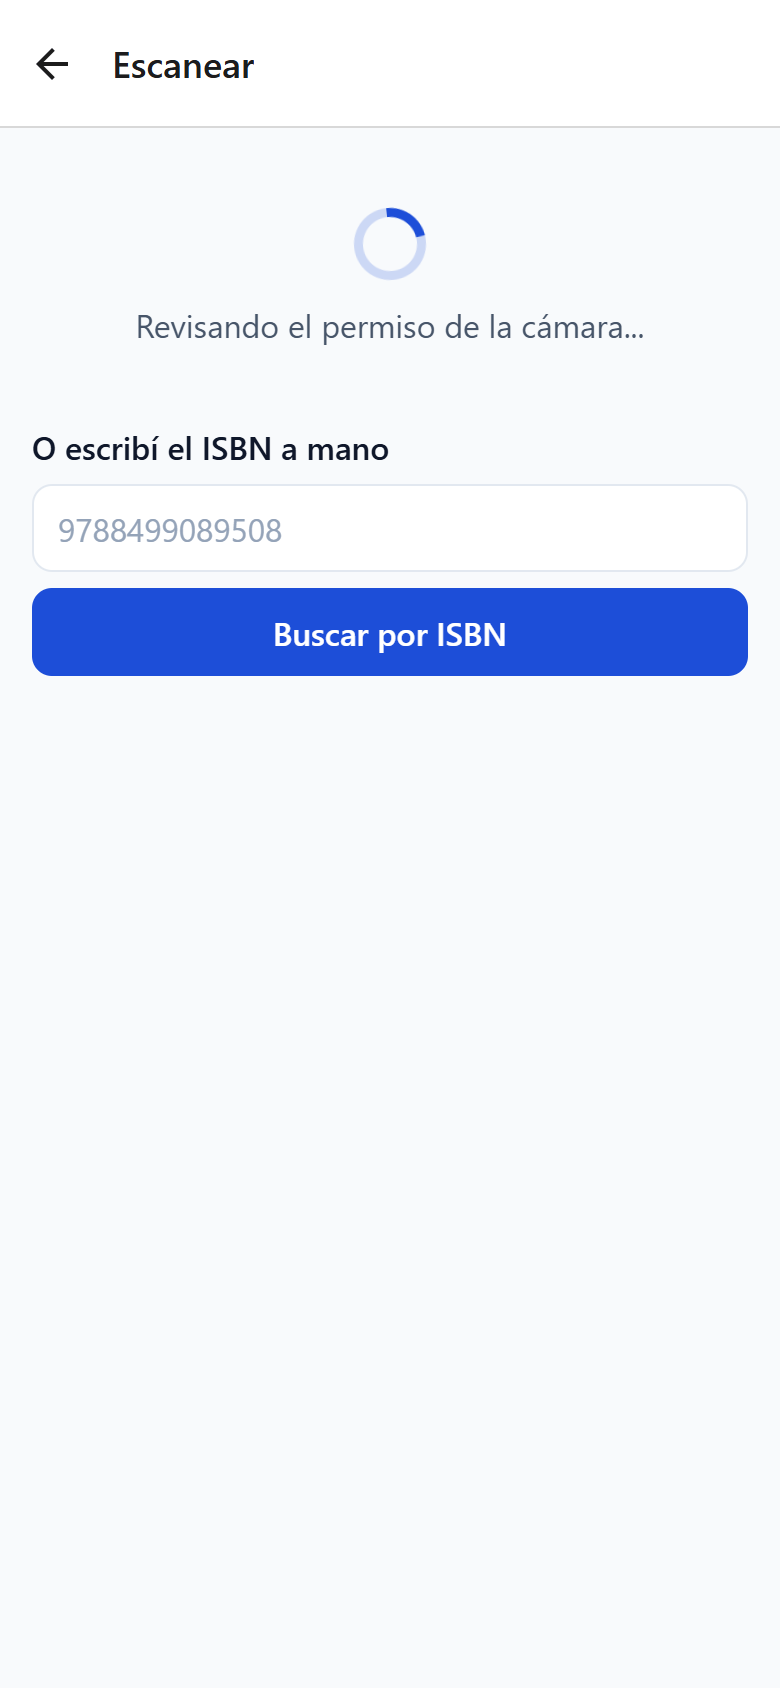 Escanear
Revisando el permiso de la cámara...
O escribí el ISBN a mano
9788499089508
Buscar por ISBN